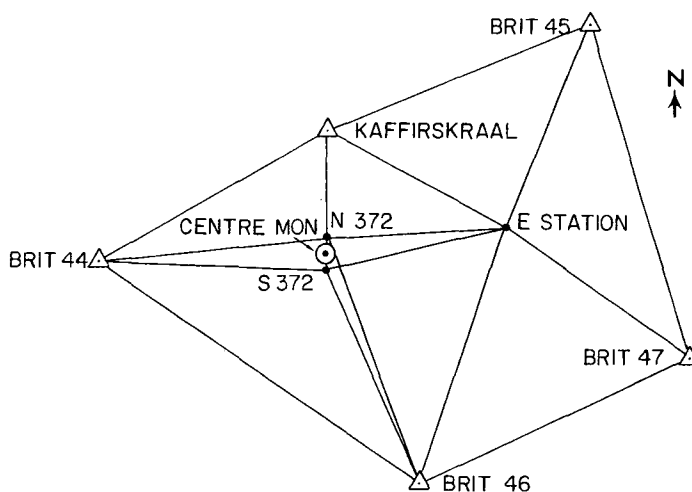 BRIT 45
N
KAFFIRSKRAAL
CENTRE MON
N 372
E STATION
BRIT 44
S 372
BRIT 47
BRIT 46